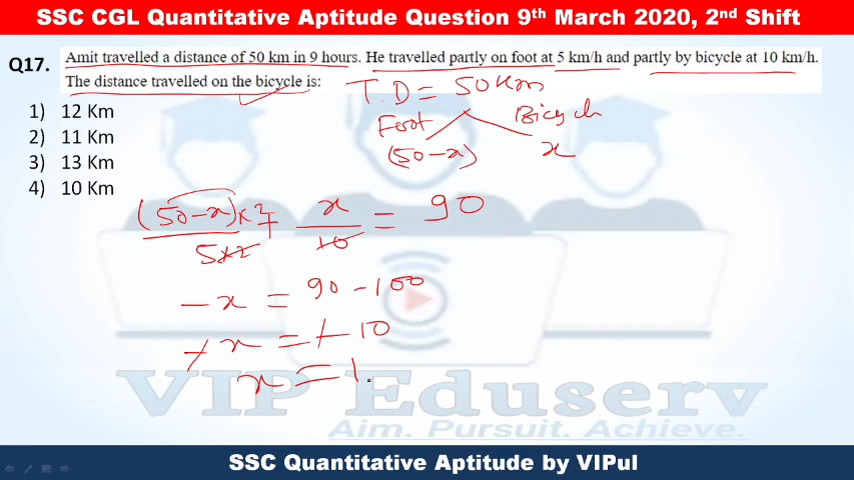 SSC CGL Quantitative Aptitude Question 9th March 2020, 2nd Shift
Q17. Amit travelled a distance of 50 km in 9 hours. He travelled partly on foot at 5 km/h and partly by bicycle at 10 km/h.
The distance travelled on the bicycle is:
T.D = 50 Km
1) 12 Km
Foot Bicycle
2) 11 Km
(50-x) x
3) 13 Km
4) 10 Km
(50-x)×2 + x = 90
5×2 10
-x = 90-100
-x = -10
x = 1
VIP Eduserv
Aim. Pursuit. Achieve.
SSC Quantitative Aptitude by VIPul